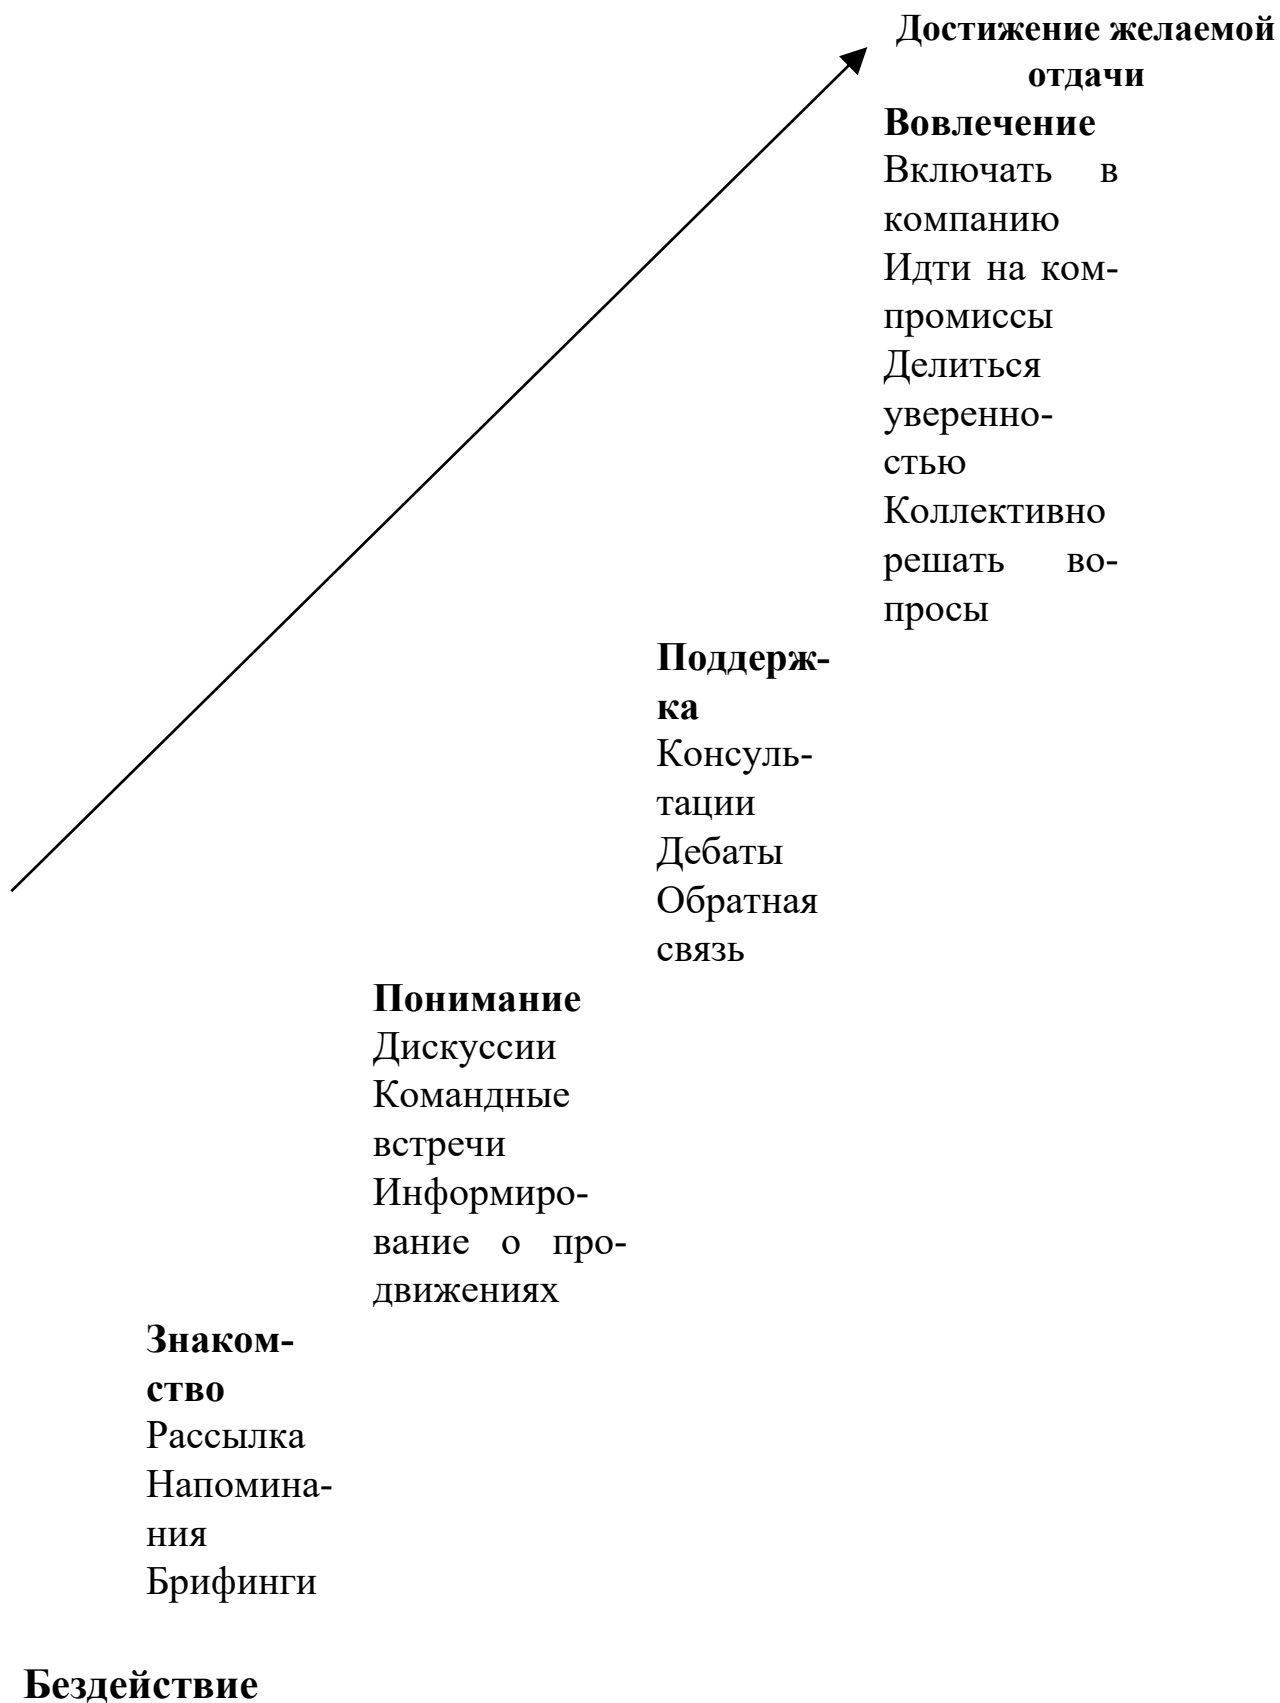 Достижение желаемой
отдачи
Вовлечение
Включать в
компанию
Идти на ком-
промиссы
Делиться
уверенно-
стью
Коллективно
решать во-
просы
Поддерж-
ка
Консуль-
тации
Дебаты
Обратная
связь
Понимание
Дискуссии
Командные
встречи
Информиро-
вание о про-
движениях
Знаком-
ство
Рассылка
Напомина-
ния
Брифинги
Бездействие